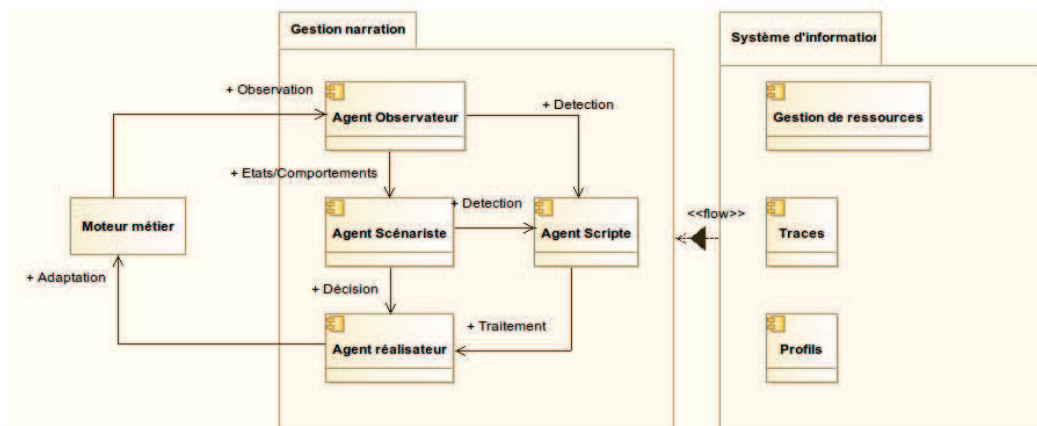 Gestion narration
Système d'information
+ Observation
+ Detection
Agent Observateur
Gestion de ressources
+ Etats/Comportements
Moteur métier
Agent Scénariste
+ Detection
Agent Scripte
<<flow>>
Traces
+ Adaptation
+ Décision
+ Traitement
Agent réalisateur
Profils